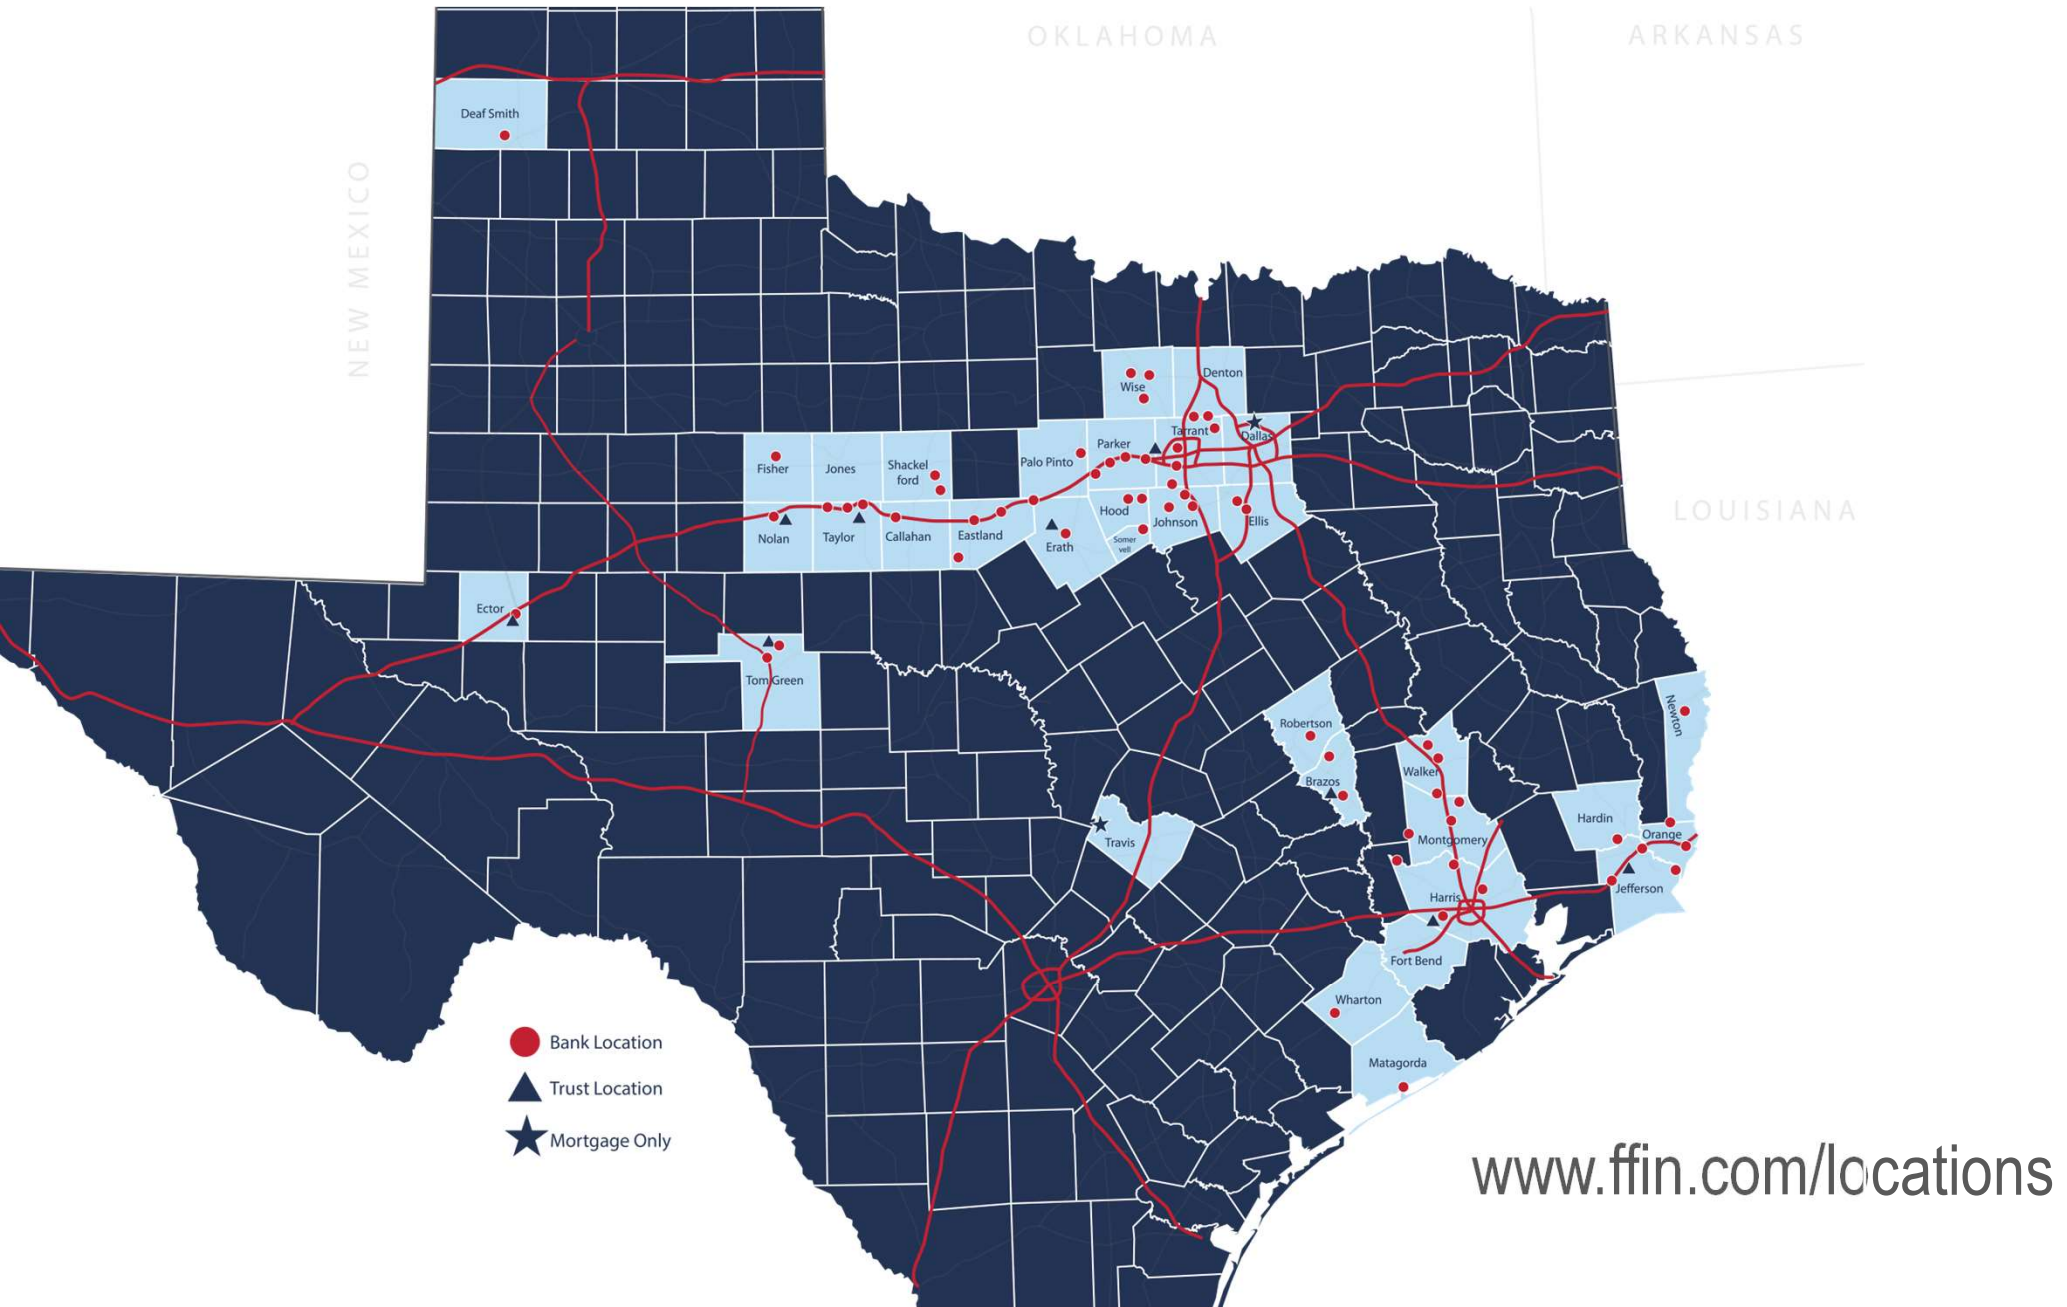 OKLAHOMA
ARKANSAS
NEW MEXICO
LOUISIANA
Deaf Smith
Wise
Denton
Fisher
Jones
Shackel
ford
Palo Pinto
Parker
Tarrant
Dallas
Nolan
Taylor
Callahan
Eastland
Erath
Hood
Somer
vell
Johnson
Ellis
Ector
Tom Green
Robertson
Brazos
Walker
Newton
Travis
Montgomery
Hardin
Orange
Harris
Jefferson
Fort Bend
Wharton
Matagorda
Bank Location
Trust Location
Mortgage Only
www.ffin.com/locations